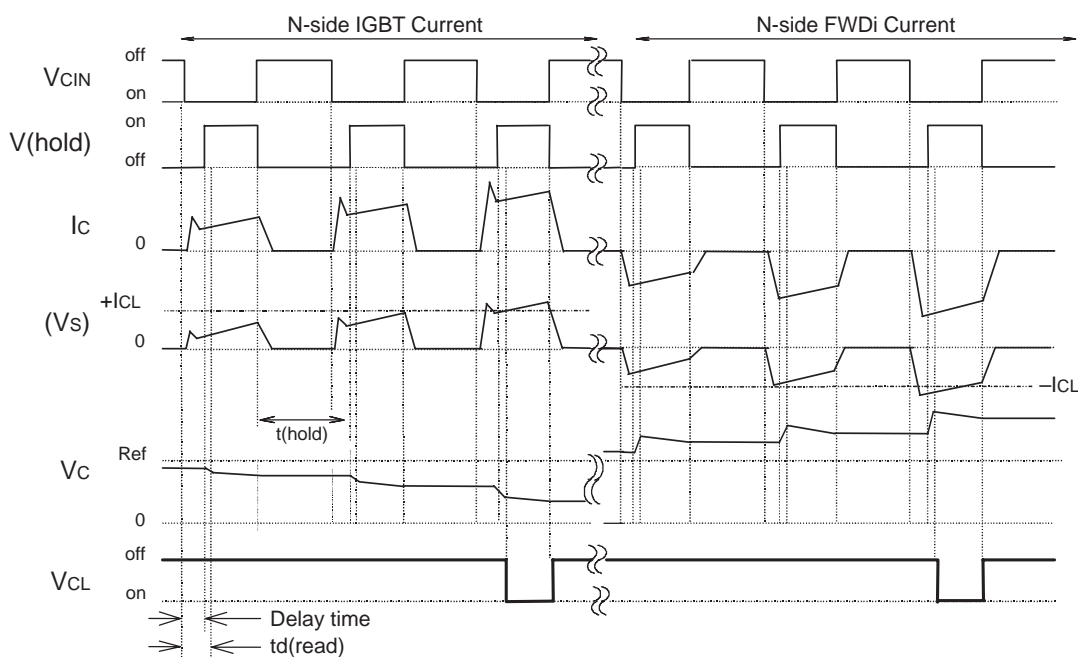 N-side IGBT Current
N-side FWDi Current
VCIN
off
on
V(hold)
on
off
IC
0
+ICL
(VS)
0
–ICL
t(hold)
Ref
VC
0
off
VCL
on
Delay time
td(read)